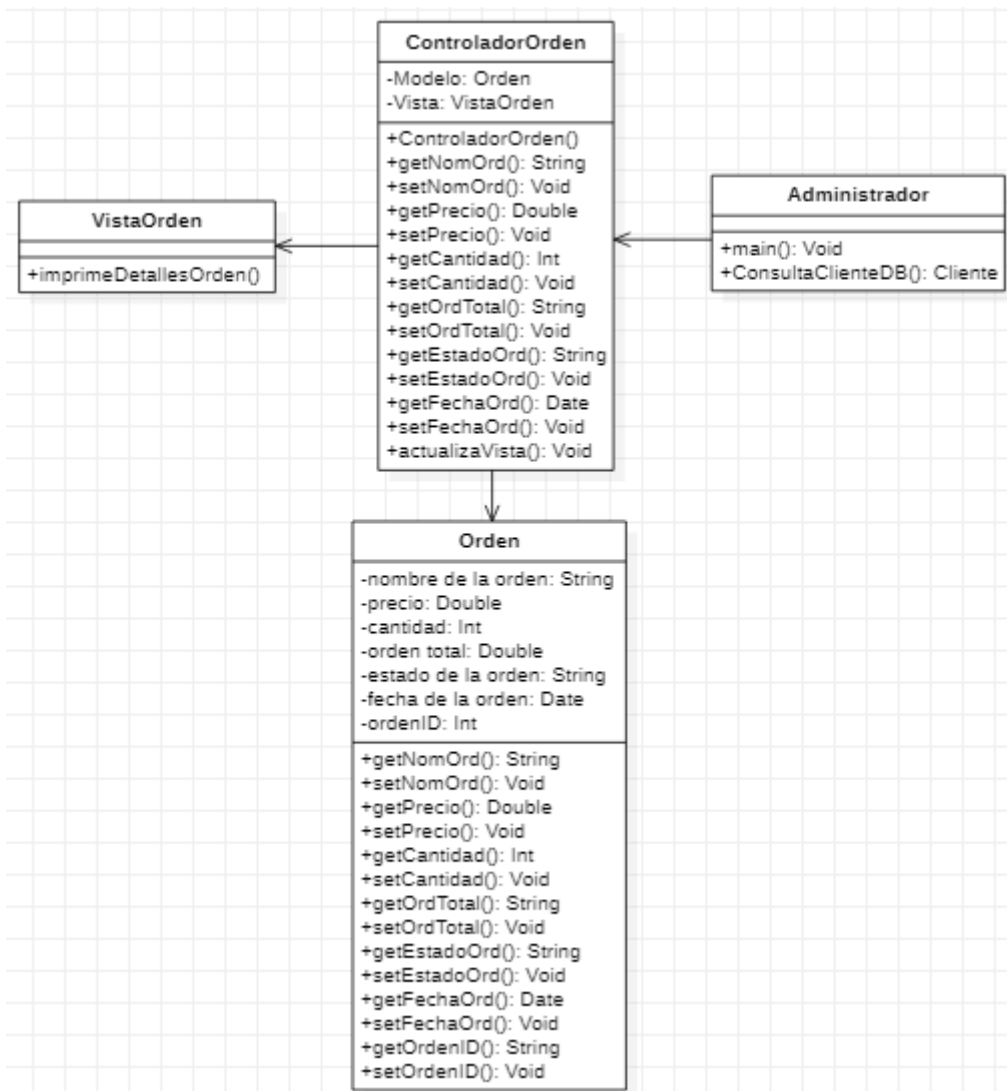 ControladorOrden
-Modelo: Orden
-Vista: VistaOrden
+ControladorOrden()
+getNomOrd(): String
+setNomOrd(): Void
+getPrecio(): Double
+setPrecio(): Void
+getCantidad(): Int
+setCantidad(): Void
+getOrdTotal(): String
+setOrdTotal(): Void
+getEstadoOrd(): String
+setEstadoOrd(): Void
+getFechaOrd(): Date
+setFechaOrd(): Void
+actualizaVista(): Void
VistaOrden
+imprimeDetallesOrden()
Administrador
+main(): Void
+ConsultaClienteDB(): Cliente
Orden
-nombre de la orden: String
-precio: Double
-cantidad: Int
-orden total: Double
-estado de la orden: String
-fecha de la orden: Date
-ordenID: Int
+getNomOrd(): String
+setNomOrd(): Void
+getPrecio(): Double
+setPrecio(): Void
+getCantidad(): Int
+setCantidad(): Void
+getOrdTotal(): String
+setOrdTotal(): Void
+getEstadoOrd(): String
+setEstadoOrd(): Void
+getFechaOrd(): Date
+setFechaOrd(): Void
+getOrdenID(): String
+setOrdenID(): Void